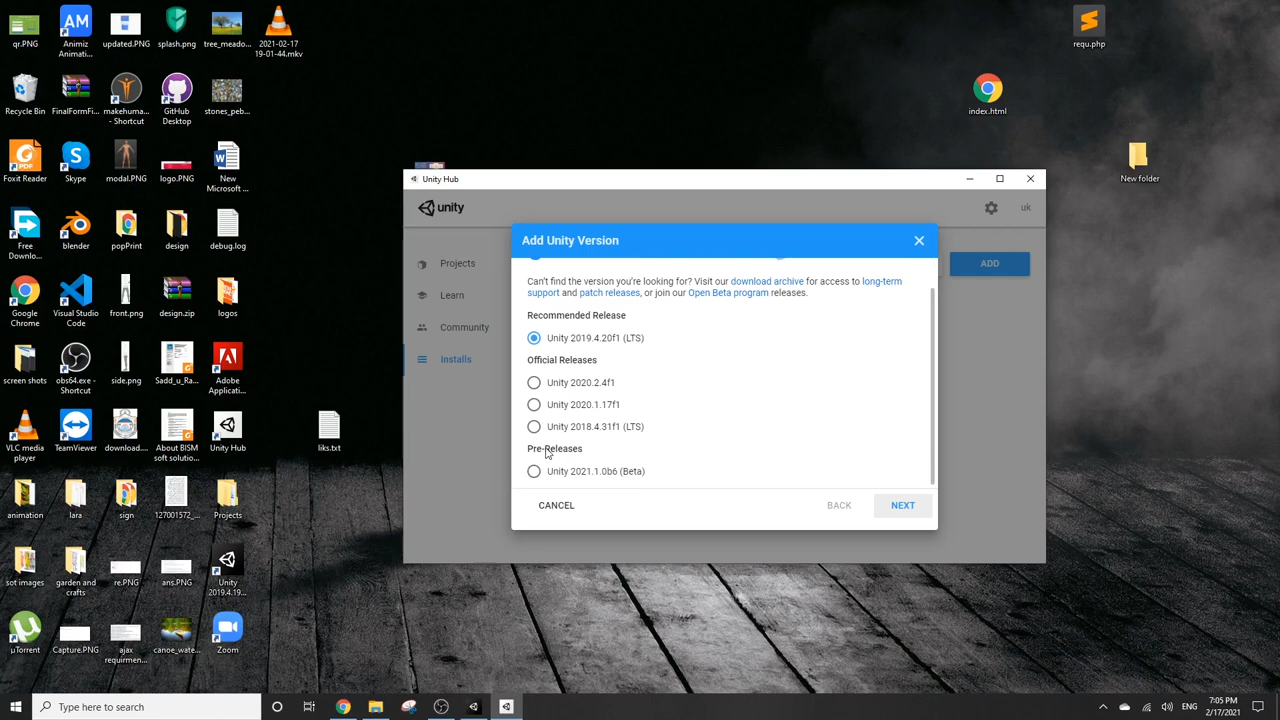 qr.PNG
Animiz
Animati...
updated.PNG
splash.png
tree_meado...
2021-02-17
19-01-44.mkv
requ.php
Recycle Bin
FinalFormFi...
makehuma...
- Shortcut
GitHub
Desktop
stones_peb...
index.html
Foxit Reader
Skype
modal.PNG
logo.PNG
New
Microsoft ...
New folder
Free
Downlo...
blender
popPrint
design
debug.log
Google
Chrome
Visual Studio
Code
front.png
design.zip
logos
screen shots
obs64.exe -
Shortcut
side.png
Sadd_u_Ra...
Adobe
Applicati...
VLC media
player
TeamViewer
download....
About BISM
soft solutio...
Unity Hub
liks.txt
animation
lara
sign
127001572_...
Projects
sot images
garden and
crafts
re.PNG
ans.PNG
Unity
2019.4.19...
µTorrent
Capture.PNG
ajax
requirmen...
canoe_wate...
Zoom
Unity Hub
unity
uk
Projects
Learn
Community
Installs
ADD
Add Unity Version
Can't find the version you're looking for? Visit our download archive for access to long-term
support and patch releases, or join our Open Beta program releases.
Recommended Release
Unity 2019.4.20f1 (LTS)
Official Releases
Unity 2020.2.4f1
Unity 2020.1.17f1
Unity 2018.4.31f1 (LTS)
Pre-Releases
Unity 2021.1.0b6 (Beta)
CANCEL
BACK
NEXT
Type here to search
ENG
7:05 PM
2/17/2021